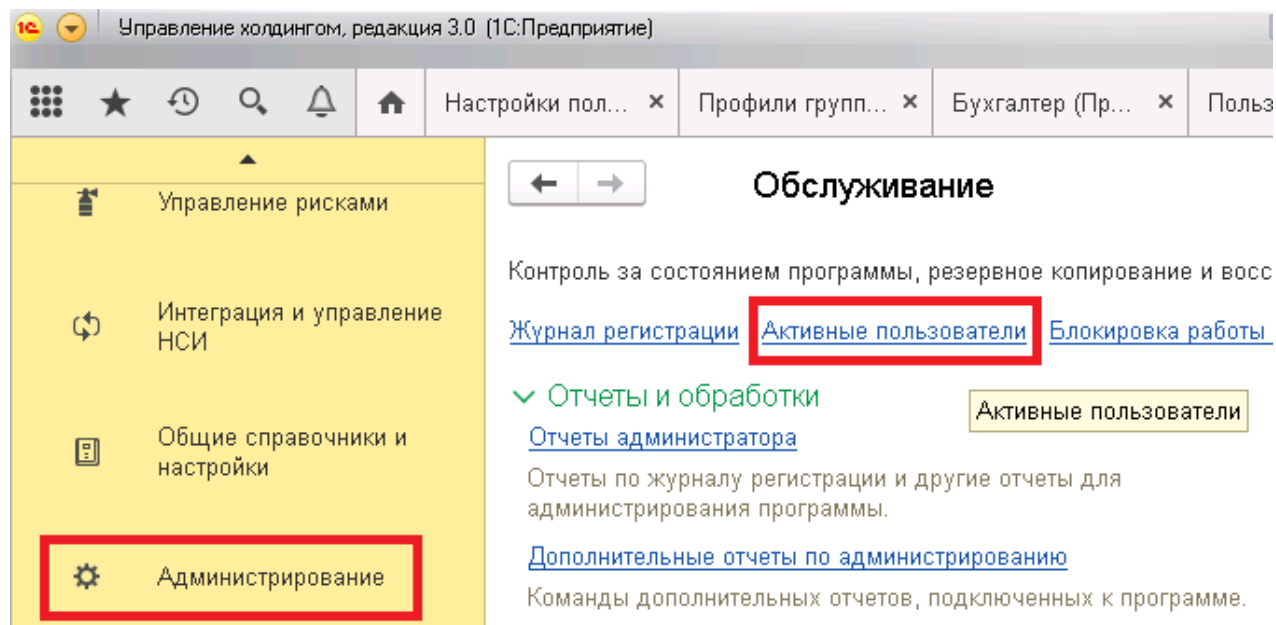 Управление холдингом, редакция 3.0 (1С:Предприятие)
Настройки пол... × Профили групп... × Бухгалтер (Пр... × Польз
Управление рисками
Интеграция и управление
НСИ
Общие справочники и
настройки
Администрирование
Обслуживание
Контроль за состоянием программы, резервное копирование и восс
Журнал регистрации Активные пользователи Блокировка работы
Отчеты и обработки
Активные пользователи
Отчеты администратора
Отчеты по журналу регистрации и другие отчеты для
администрирования программы.
Дополнительные отчеты по администрированию
Команды дополнительных отчетов, подключенных к программе.